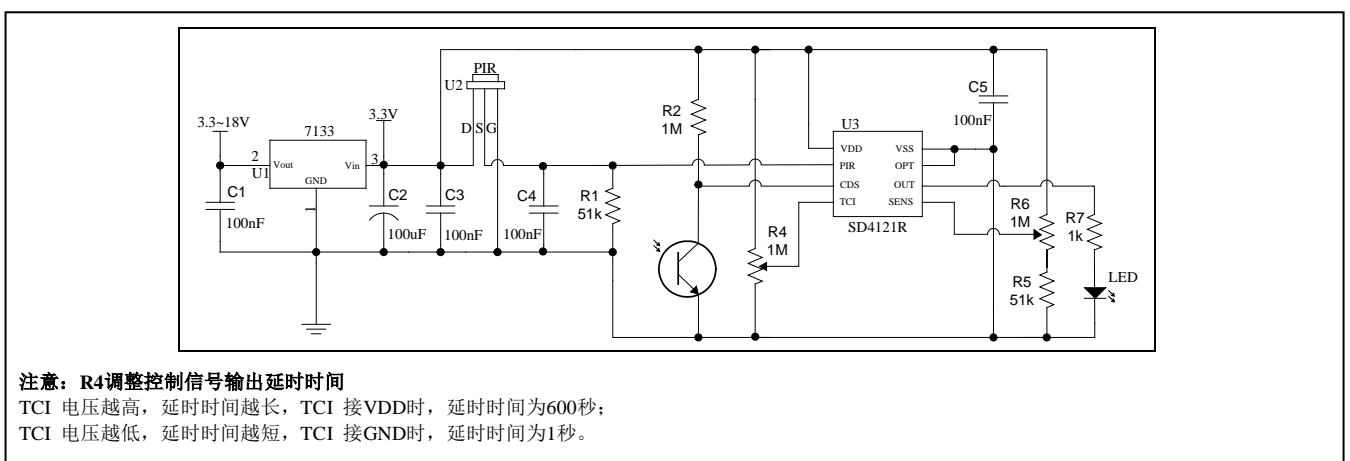 PIR
U2
3.3~18V
7133
3.3V
2
Vout
Vin
3
U1
GND
1
C1
100nF
C2
100uF
C3
100nF
D S G
C4
100nF
R1
51k
R2
1M
R4
1M
U3
VDD
VSS
PIR
OPT
CDS
OUT
TCI
SENS
SD4121R
C5
100nF
R6
1M
R7
1k
R5
51k
LED
注意：R4调整控制信号输出延时时间
TCI 电压越高，延时时间越长，TCI 接VDD时，延时时间为600秒；
TCI 电压越低，延时时间越短，TCI 接GND时，延时时间为1秒。